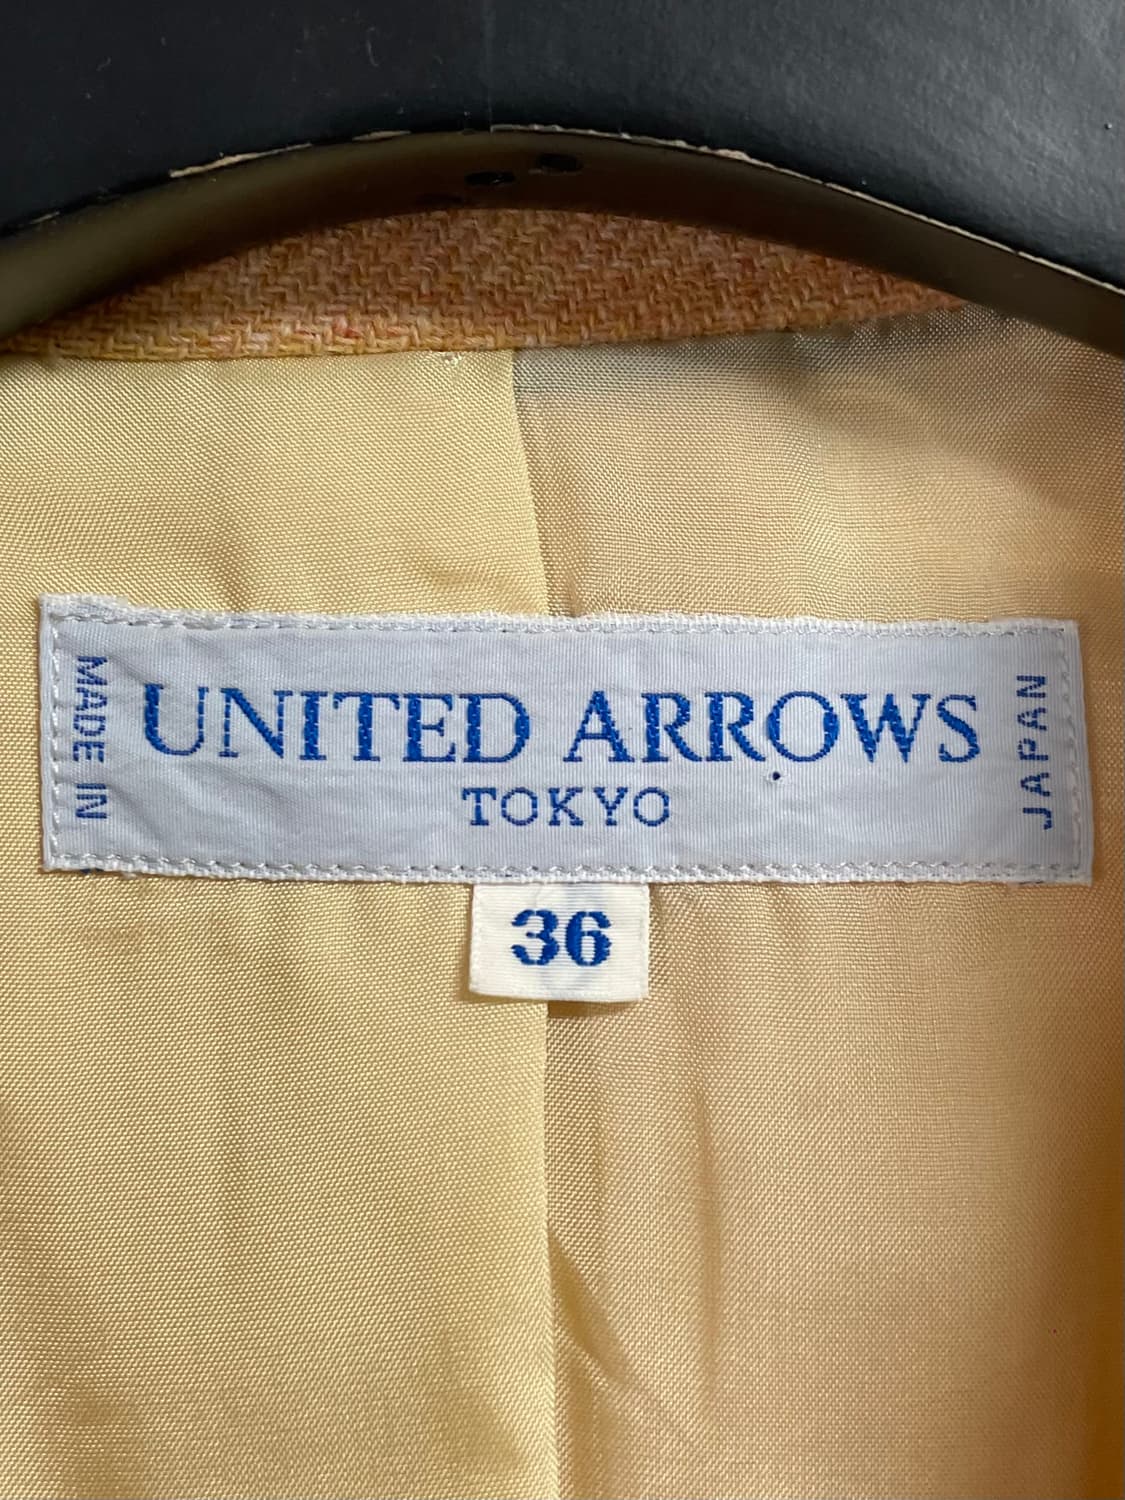 MADE IN
UNITED ARROWS
TOKYO
JAPAN
36